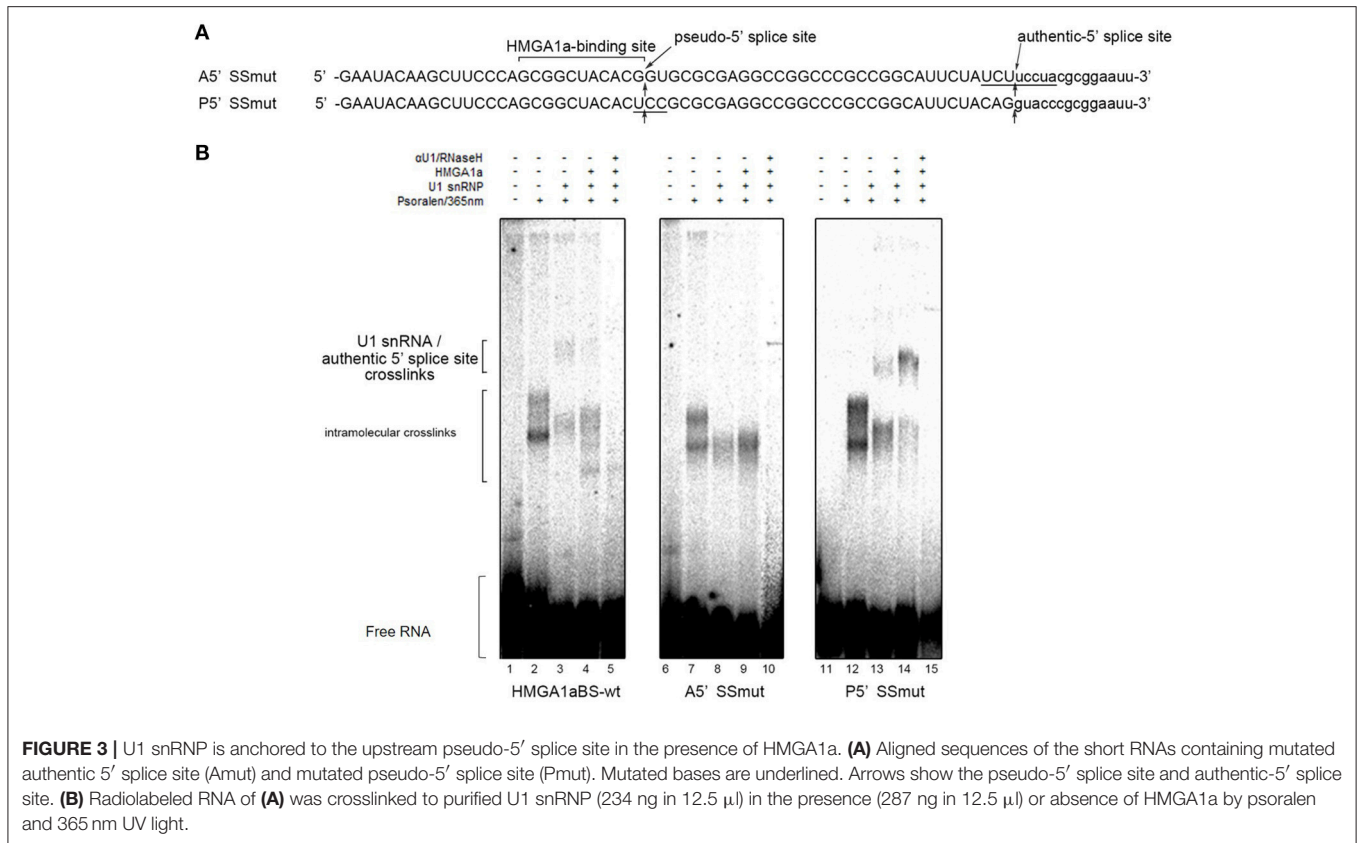 A
HMGA1a-binding site
pseudo-5' splice site
authentic-5' splice site
A5' SSmut 5' -GAAUACAAGCUUCCCAGCGGCUACACGGUGCGCGAGGCCGGCCCGCCGGCAUUCUAUCUuccuacgcggaauu-3'
P5' SSmut 5' -GAAUACAAGCUUCCCAGCGGCUACACUCCGCGCGAGGCCGGCCCGCCGGCAUUCUACAGguacccgcggaauu-3'
B
αU1/RNaseH - - - - + - - - - + - - - - +
HMGA1a - - - + + - - - + + - - - + +
U1 snRNP - - + + + - - + + + - - + + +
Psoralen/365nm - + + + + - + + + + - + + + +
U1 snRNA /
authentic 5' splice site
crosslinks
intramolecular crosslinks
Free RNA
1 2 3 4 5 6 7 8 9 10 11 12 13 14 15
HMGA1aBS-wt A5' SSmut P5' SSmut
FIGURE 3 | U1 snRNP is anchored to the upstream pseudo-5′ splice site in the presence of HMGA1a. (A) Aligned sequences of the short RNAs containing mutated
authentic 5′ splice site (Amut) and mutated pseudo-5′ splice site (Pmut). Mutated bases are underlined. Arrows show the pseudo-5′ splice site and authentic-5′ splice
site. (B) Radiolabeled RNA of (A) was crosslinked to purified U1 snRNP (234 ng in 12.5 μl) in the presence (287 ng in 12.5 μl) or absence of HMGA1a by psoralen
and 365 nm UV light.